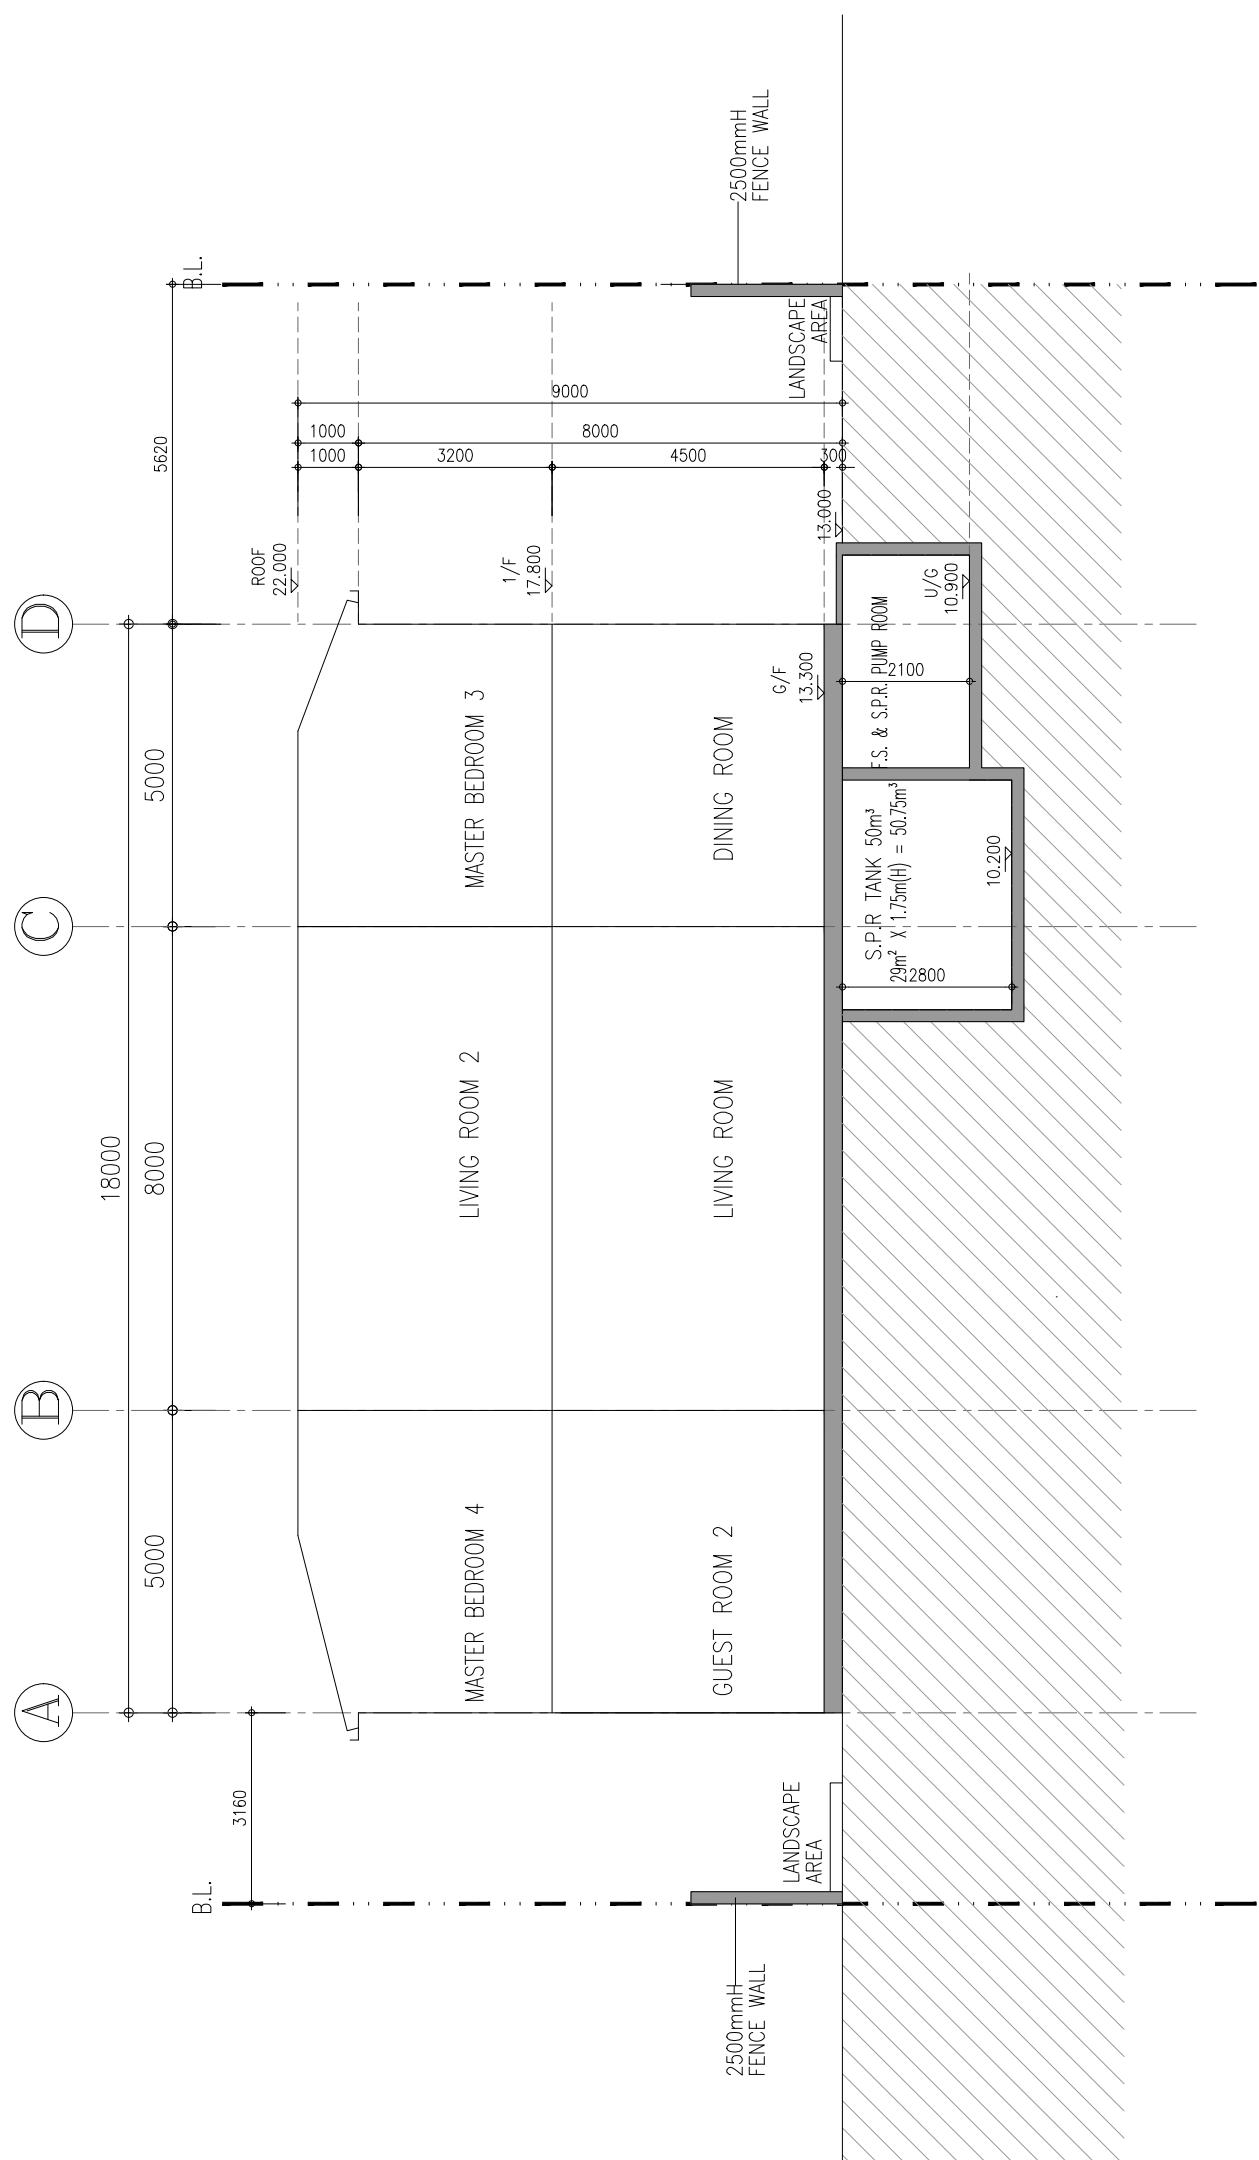 A
B
C
D
18000
5000
8000
5000
3160
5620
B.L.
B.L.
ROOF
22.000
1/F
17.800
1000
1000
3200
8000
9000
4500
300
MASTER BEDROOM 4
LIVING ROOM 2
MASTER BEDROOM 3
GUEST ROOM 2
LIVING ROOM
DINING ROOM
G/F
13.300
13.000
2500mmH
FENCE WALL
LANDSCAPE
AREA
LANDSCAPE
AREA
2500mmH
FENCE WALL
S.P.R TANK 50m³
29m² X 1.75m(H) = 50.75m³
2800
10.200
F.S. & S.P.R. PUMP ROOM
2100
U/G
10.900